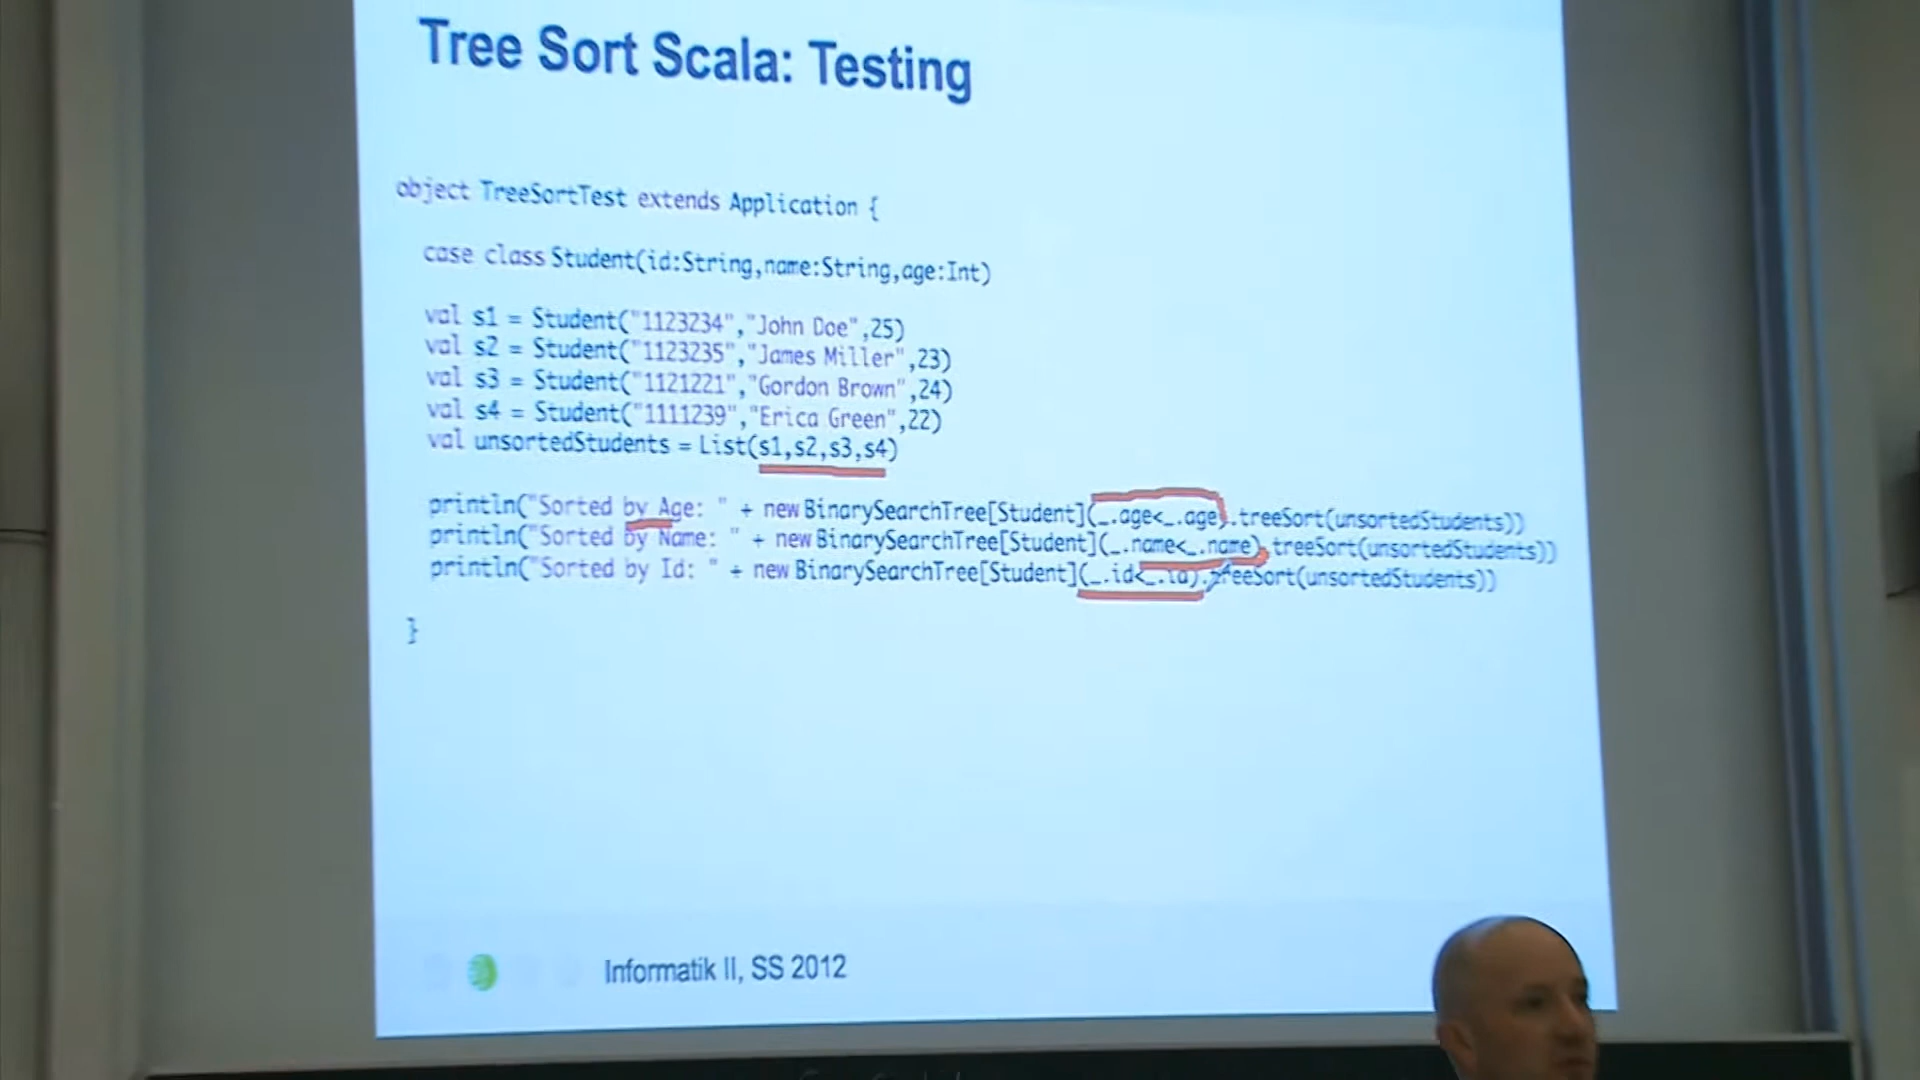 Tree Sort Scala: Testing
object TreeSortTest extends Application {
case class Student(id:String,name:String,age:Int)
val s1 = Student("1123234","John Doe",25)
val s2 = Student("1123235","James Miller",23)
val s3 = Student("1121221","Gordon Brown",24)
val s4 = Student("1111239","Erica Green",22)
val unsortedStudents = List(s1,s2,s3,s4)
println("Sorted by Age: " + new BinarySearchTree[Student](_.age<_.age).treeSort(unsortedStudents))
println("Sorted by Name: " + new BinarySearchTree[Student](_.name<_.name).treeSort(unsortedStudents))
println("Sorted by Id: " + new BinarySearchTree[Student](_.id<_.id).treeSort(unsortedStudents))
}
Informatik II, SS 2012